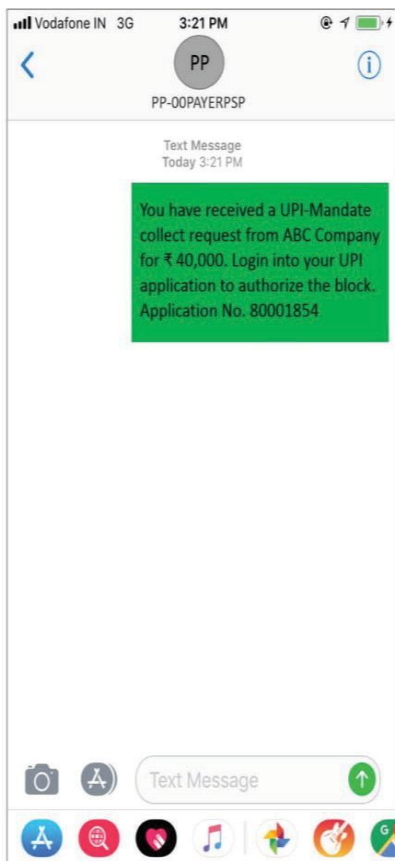 Vodafone IN 3G 3:21 PM
PP
PP-00PAYERPSP
Text Message
Today 3:21 PM
You have received a UPI-Mandate
collect request from ABC Company
for ₹ 40,000. Login into your UPI
application to authorize the block.
Application No. 80001854
Text Message
G